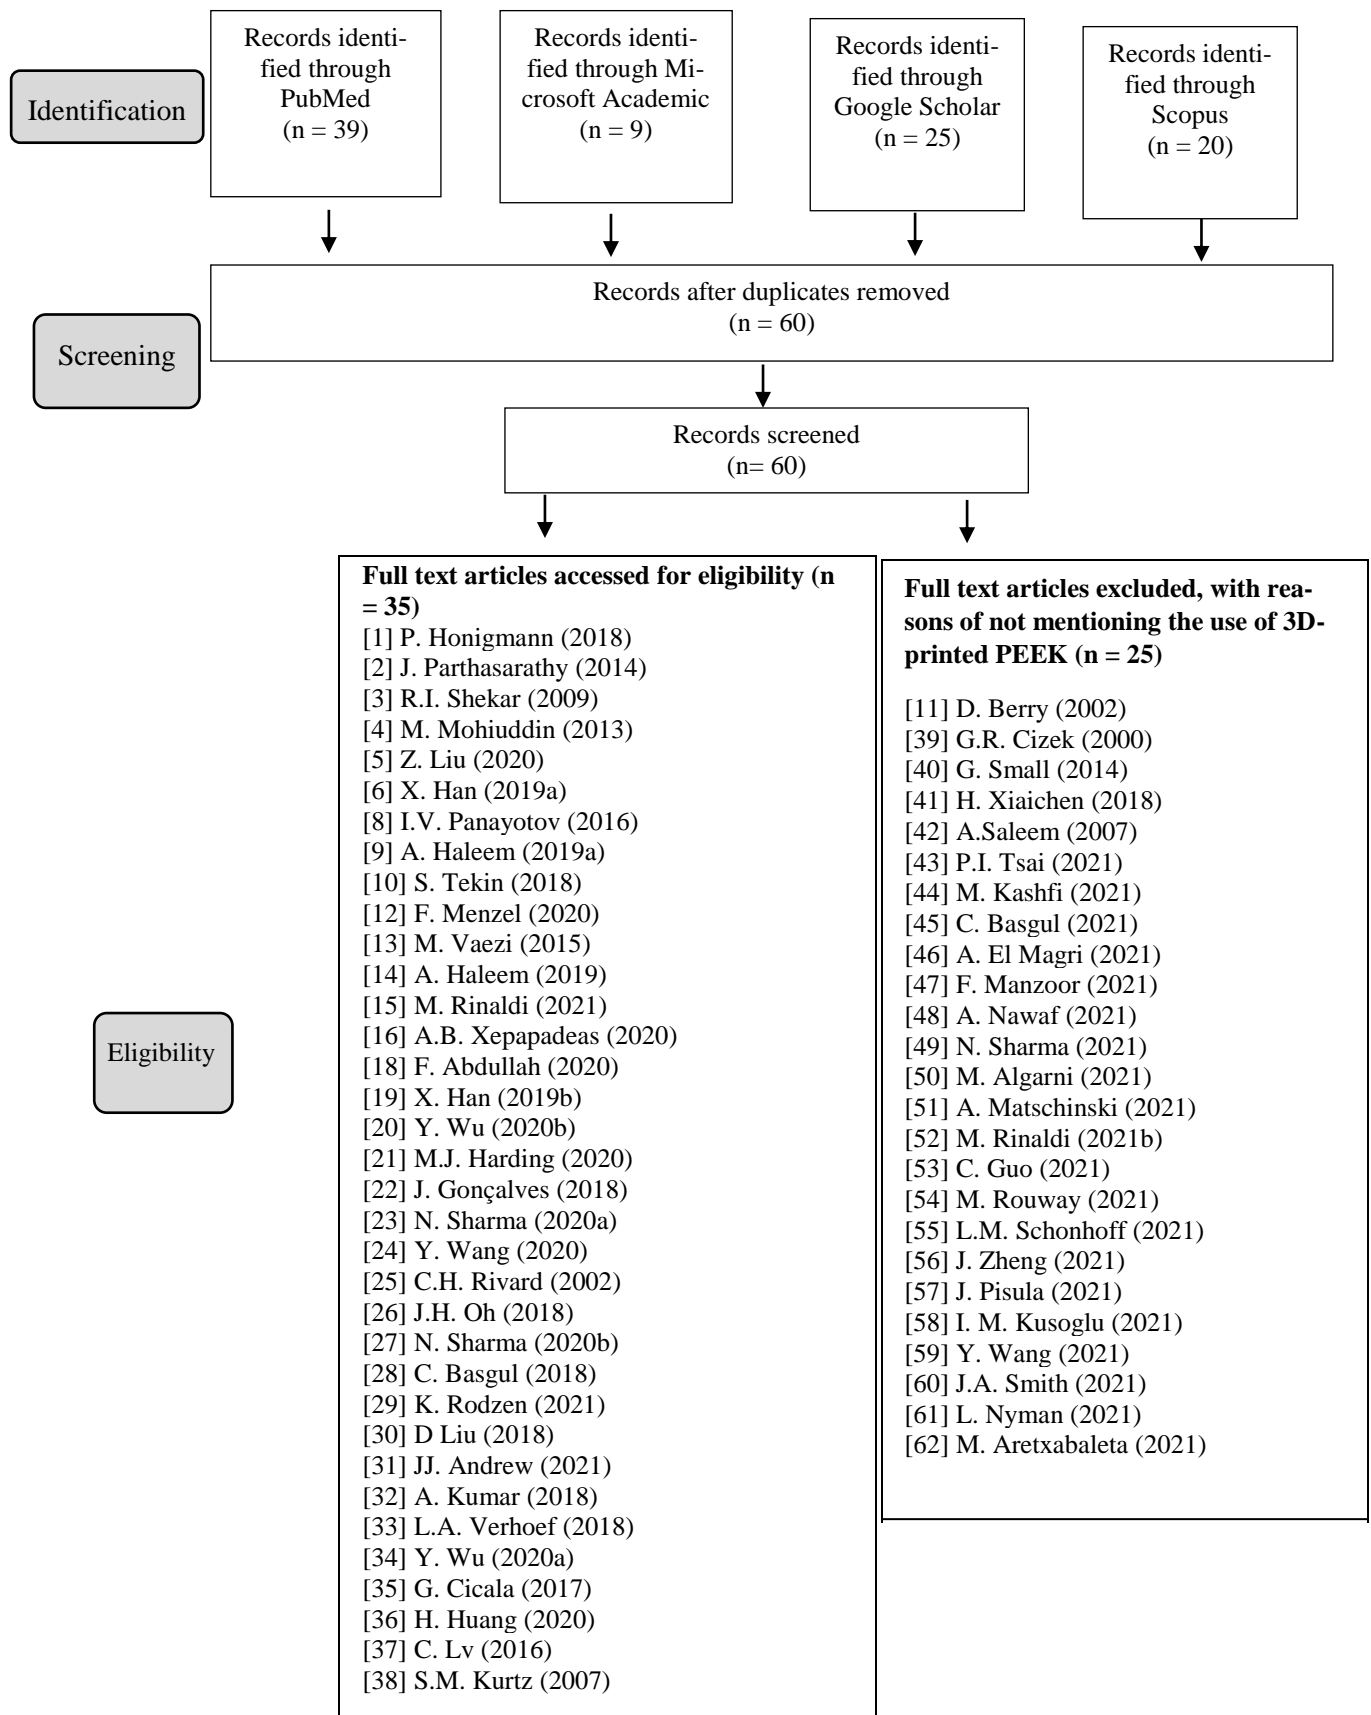 Identification
Records identi-
fied through
PubMed
(n = 39)
Records identi-
fied through Mi-
crosoft Academic
(n = 9)
Records identi-
fied through
Google Scholar
(n = 25)
Records identi-
fied through
Scopus
(n = 20)
Screening
Records after duplicates removed
(n = 60)
Records screened
(n= 60)
Eligibility
Full text articles accessed for eligibility (n
= 35)
[1] P. Honigmann (2018)
[2] J. Parthasarathy (2014)
[3] R.I. Shekar (2009)
[4] M. Mohiuddin (2013)
[5] Z. Liu (2020)
[6] X. Han (2019a)
[8] I.V. Panayotov (2016)
[9] A. Haleem (2019a)
[10] S. Tekin (2018)
[12] F. Menzel (2020)
[13] M. Vaezi (2015)
[14] A. Haleem (2019)
[15] M. Rinaldi (2021)
[16] A.B. Xepapadeas (2020)
[18] F. Abdullah (2020)
[19] X. Han (2019b)
[20] Y. Wu (2020b)
[21] M.J. Harding (2020)
[22] J. Gonçalves (2018)
[23] N. Sharma (2020a)
[24] Y. Wang (2020)
[25] C.H. Rivard (2002)
[26] J.H. Oh (2018)
[27] N. Sharma (2020b)
[28] C. Basgul (2018)
[29] K. Rodzen (2021)
[30] D Liu (2018)
[31] JJ. Andrew (2021)
[32] A. Kumar (2018)
[33] L.A. Verhoef (2018)
[34] Y. Wu (2020a)
[35] G. Cicala (2017)
[36] H. Huang (2020)
[37] C. Lv (2016)
[38] S.M. Kurtz (2007)
Full text articles excluded, with rea-
sons of not mentioning the use of 3D-
printed PEEK (n = 25)
[11] D. Berry (2002)
[39] G.R. Cizek (2000)
[40] G. Small (2014)
[41] H. Xiaichen (2018)
[42] A.Saleem (2007)
[43] P.I. Tsai (2021)
[44] M. Kashfi (2021)
[45] C. Basgul (2021)
[46] A. El Magri (2021)
[47] F. Manzoor (2021)
[48] A. Nawaf (2021)
[49] N. Sharma (2021)
[50] M. Algarni (2021)
[51] A. Matschinski (2021)
[52] M. Rinaldi (2021b)
[53] C. Guo (2021)
[54] M. Rouway (2021)
[55] L.M. Schonhoff (2021)
[56] J. Zheng (2021)
[57] J. Pisula (2021)
[58] I. M. Kusoglu (2021)
[59] Y. Wang (2021)
[60] J.A. Smith (2021)
[61] L. Nyman (2021)
[62] M. Aretxabaleta (2021)